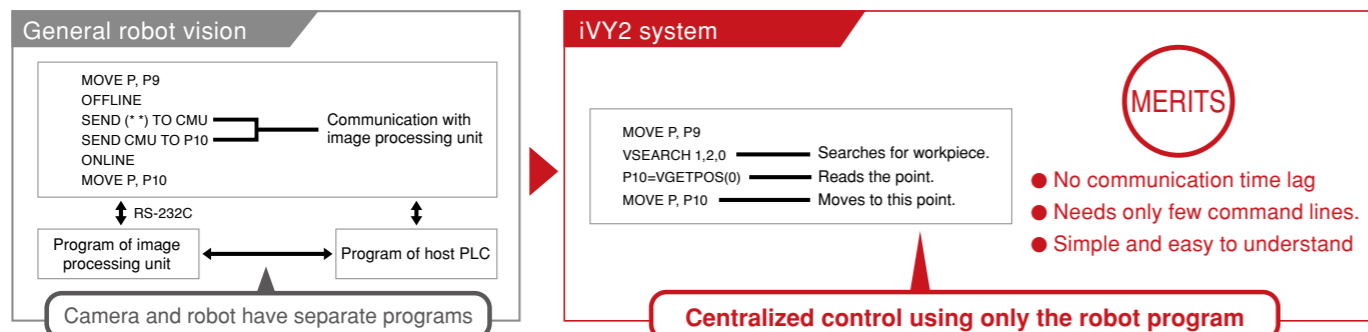 General robot vision
MOVE P, P9
OFFLINE
SEND (* *) TO CMU
SEND CMU TO P10
ONLINE
MOVE P, P10
Communication with
image processing unit
RS-232C
Program of image
processing unit
Program of host PLC
Camera and robot have separate programs
iVY2 system
MOVE P, P9
VSEARCH 1,2,0
Searches for workpiece.
P10=VGETPOS(0)
Reads the point.
MOVE P, P10
Moves to this point.
MERITS
● No communication time lag
● Needs only few command lines.
● Simple and easy to understand
Centralized control using only the robot program